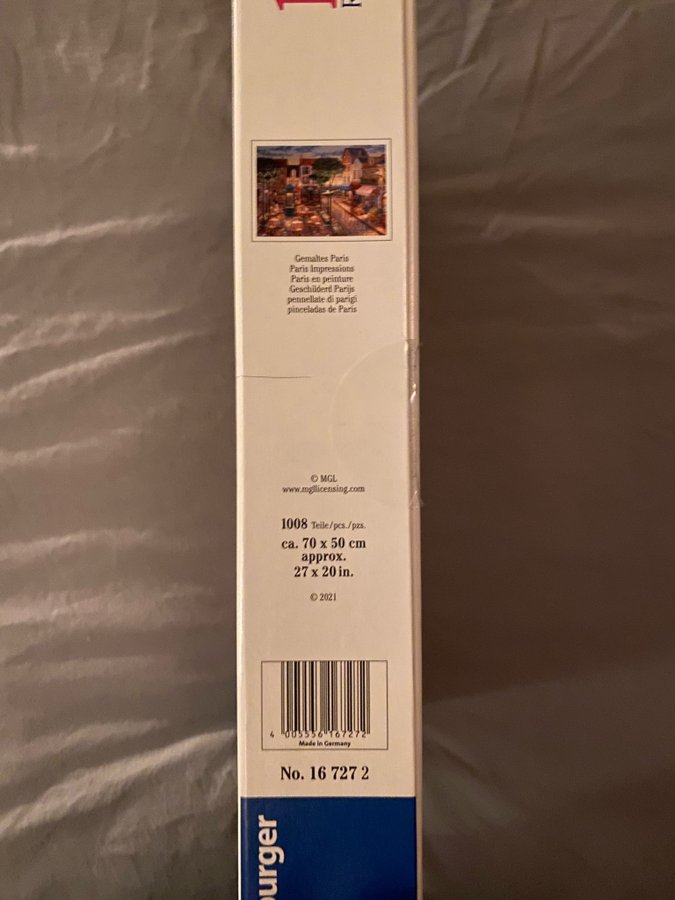 Gemaltes Paris
Paris Impressions
Paris en peinture
Geschilderd Parijs
pennellate di parigi
pinceladas de Paris
© MGL
www.mgllicensing.com
1008 Teile/pcs./pzs.
ca. 70 x 50 cm
approx.
27 x 20 in.
© 2021
4 005556 167272
Made in Germany
No. 16 727 2
burger